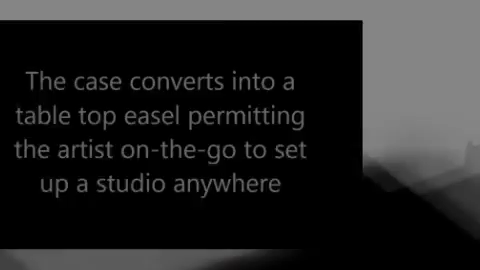 The case converts into a
table top easel permitting
the artist on-the-go to set
up a studio anywhere